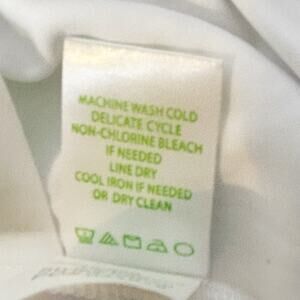 MACHINE WASH COLD
DELICATE CYCLE
NON-CHLORINE BLEACH
IF NEEDED
LINE DRY
COOL IRON IF NEEDED
OR DRY CLEAN